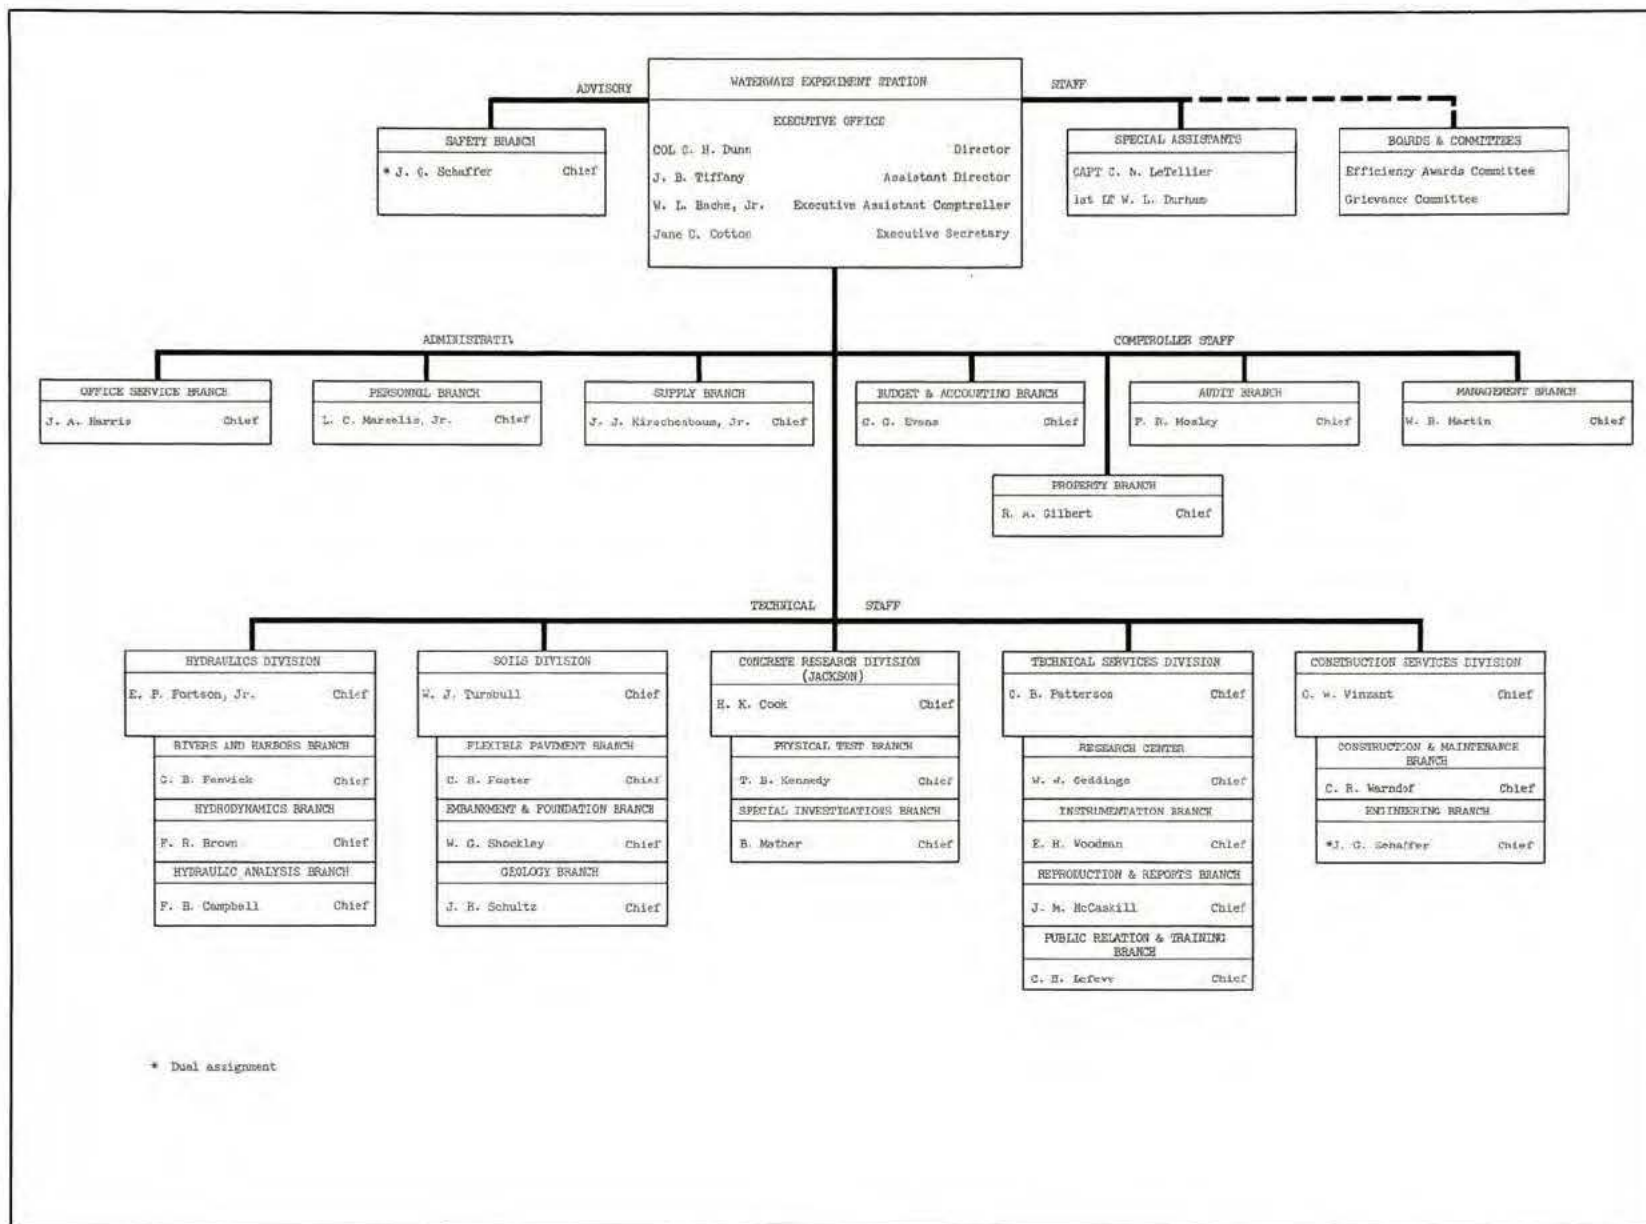 WATERWAYS EXPERIMENT STATION
ADVISORY
STAFF
EXECUTIVE OFFICE
COL C. H. Dunn Director
J. B. Tiffany Assistant Director
W. L. Bache, Jr. Executive Assistant Comptroller
Jane C. Cotton Executive Secretary
SAFETY BRANCH
* J. G. Schaffer Chief
SPECIAL ASSISTANTS
CAPT C. N. LeTellier
1st LT W. L. Durham
BOARDS & COMMITTEES
Efficiency Awards Committee
Grievance Committee
ADMINISTRATIV
COMPTROLLER STAFF
OFFICE SERVICE BRANCH
J. A. Harris Chief
PERSONNEL BRANCH
L. C. Marcelis, Jr. Chief
SUPPLY BRANCH
J. J. Kirschenbaum, Jr. Chief
BUDGET & ACCOUNTING BRANCH
C. G. Evans Chief
AUDIT BRANCH
F. R. Mosley Chief
MANAGEMENT BRANCH
W. B. Martin Chief
PROPERTY BRANCH
R. A. Gilbert Chief
TECHNICAL STAFF
HYDRAULICS DIVISION
E. P. Fortson, Jr. Chief
RIVERS AND HARBORS BRANCH
G. B. Fenwick Chief
HYDRODYNAMICS BRANCH
F. R. Brown Chief
HYDRAULIC ANALYSIS BRANCH
F. B. Campbell Chief
SOILS DIVISION
W. J. Turnbull Chief
FLEXIBLE PAVEMENT BRANCH
C. R. Foster Chief
EMBANKMENT & FOUNDATION BRANCH
W. G. Shockley Chief
GEOLOGY BRANCH
J. R. Schultz Chief
CONCRETE RESEARCH DIVISION
(JACKSON)
H. K. Cook Chief
PHYSICAL TEST BRANCH
T. B. Kennedy Chief
SPECIAL INVESTIGATIONS BRANCH
B. Mather Chief
TECHNICAL SERVICES DIVISION
C. B. Patterson Chief
RESEARCH CENTER
W. J. Geddings Chief
INSTRUMENTATION BRANCH
E. H. Woodman Chief
REPRODUCTION & REPORTS BRANCH
J. M. McCaskill Chief
PUBLIC RELATION & TRAINING
BRANCH
C. H. Lefeve Chief
CONSTRUCTION SERVICES DIVISION
G. W. Vinzant Chief
CONSTRUCTION & MAINTENANCE
BRANCH
C. R. Warndof Chief
ENGINEERING BRANCH
*J. G. Schaffer Chief
* Dual assignment